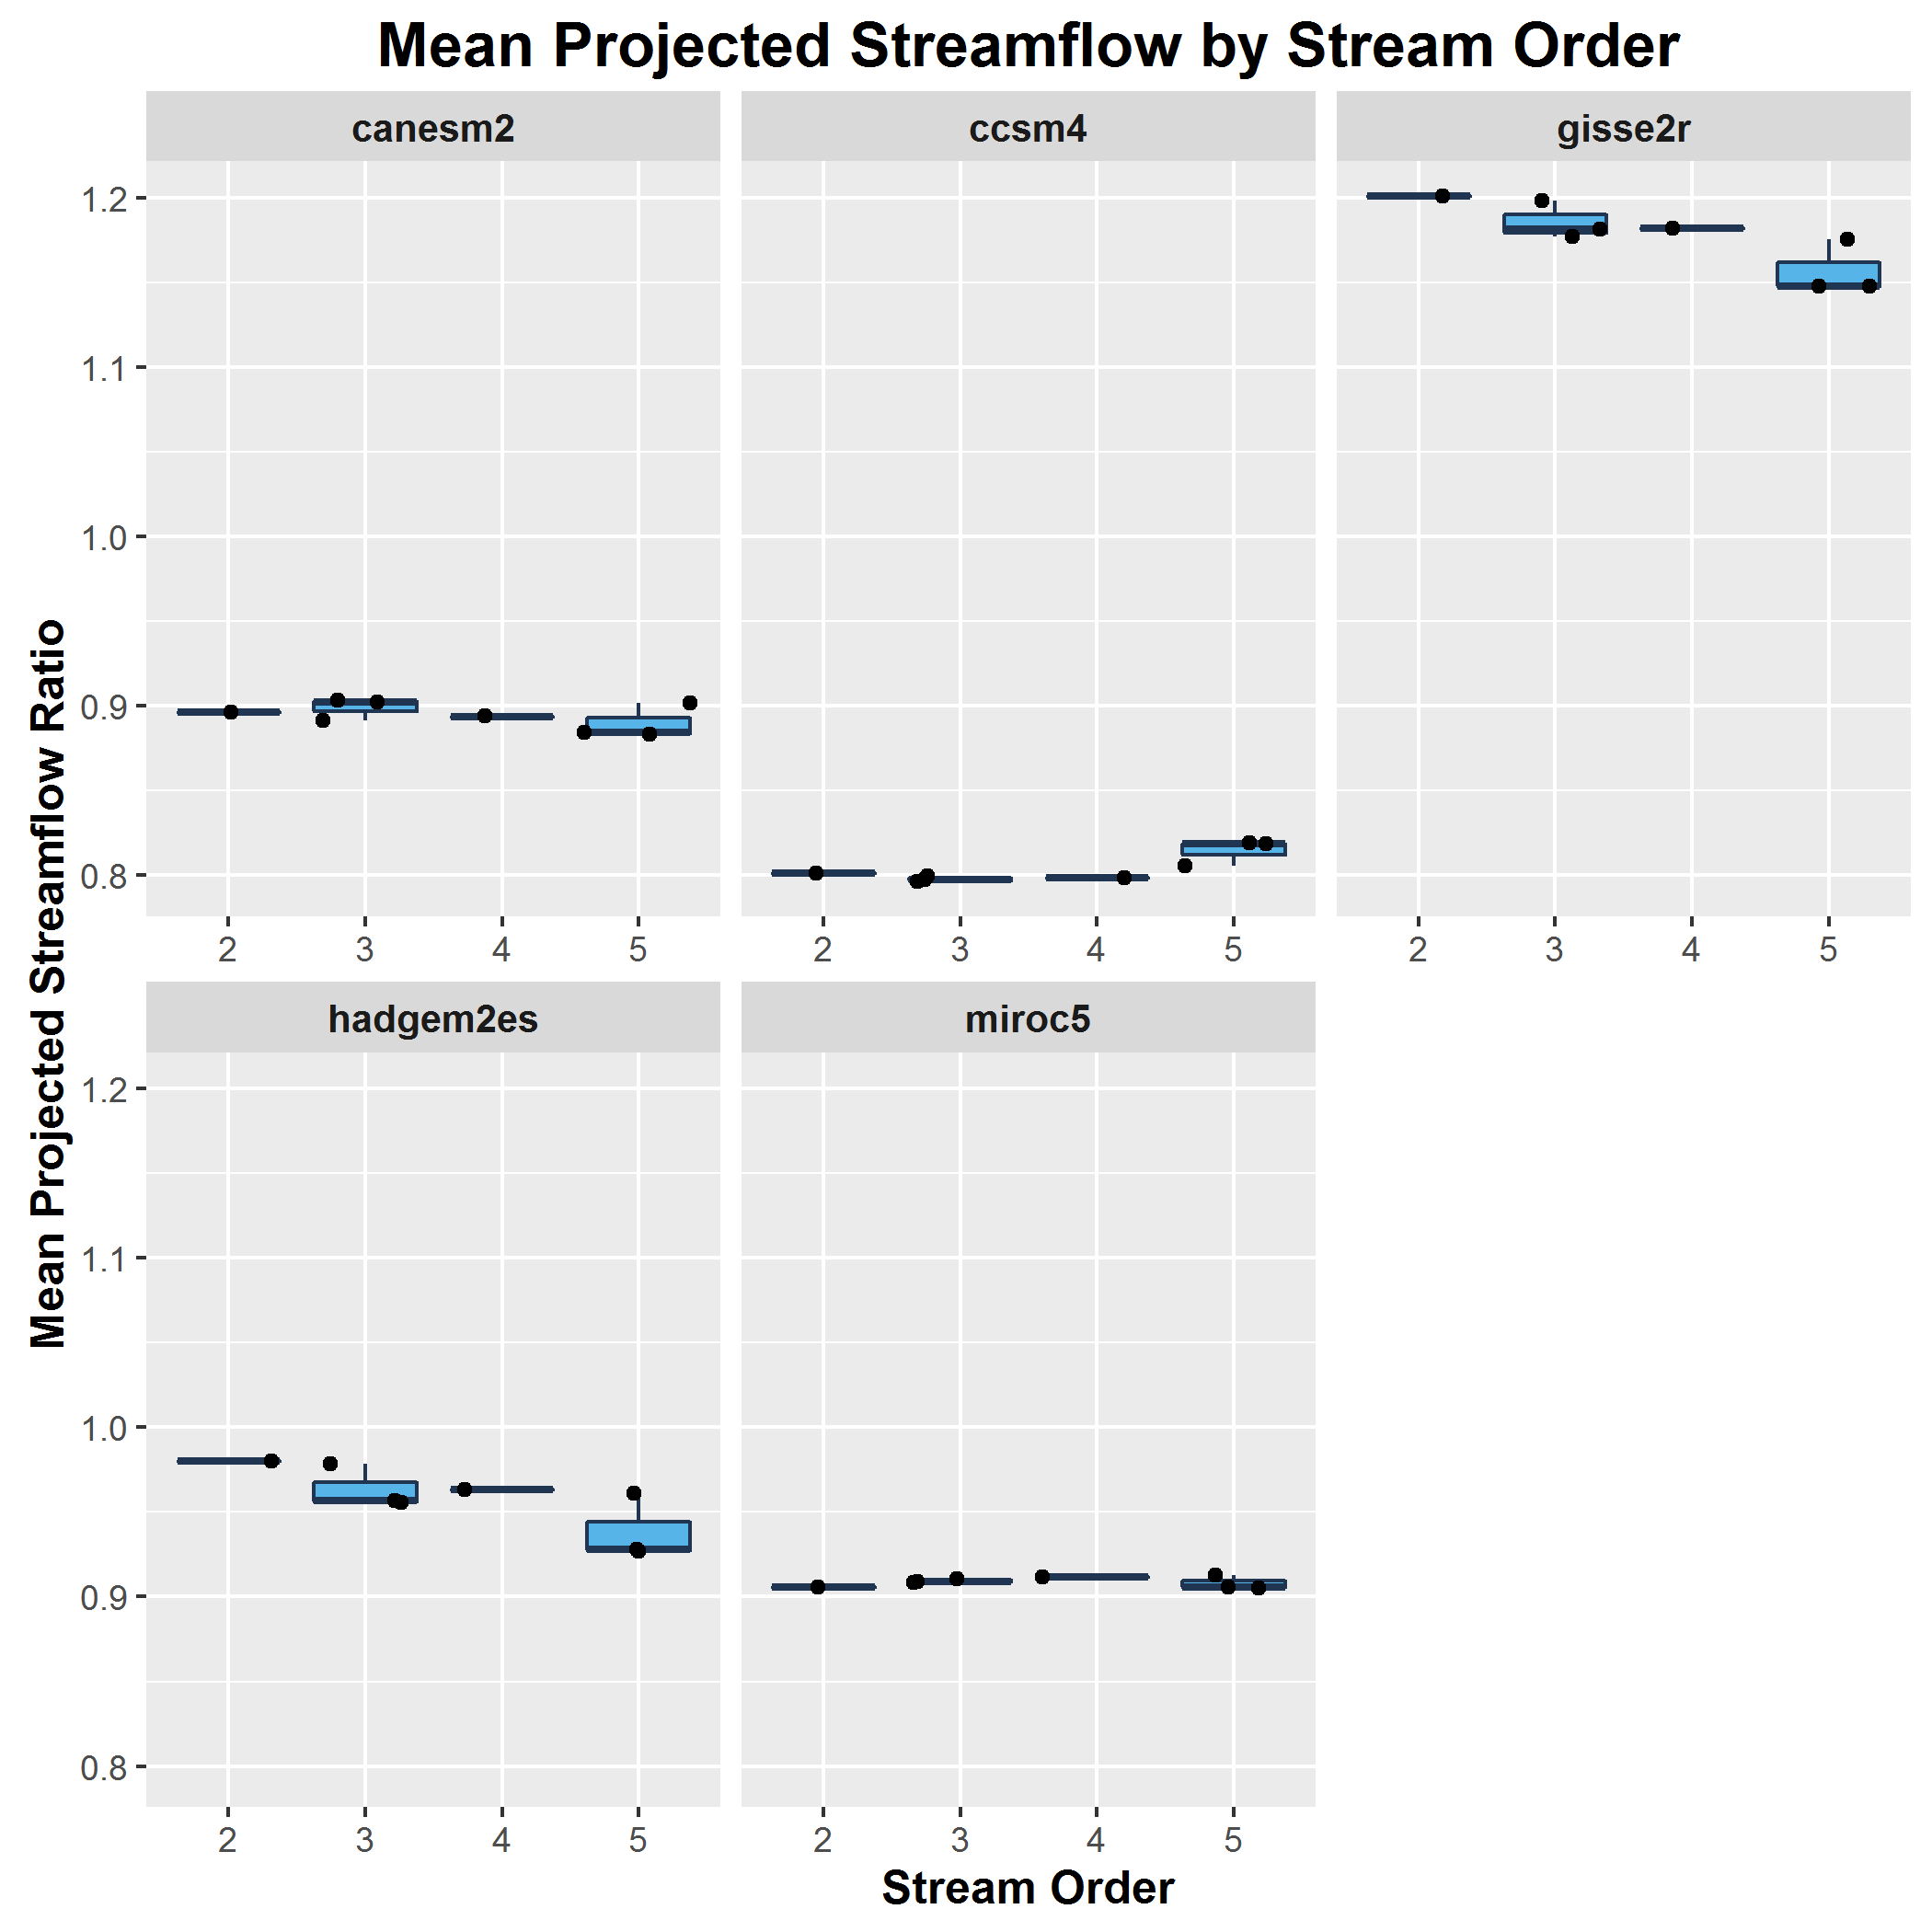 Mean Projected Streamflow by Stream Order
canesm2
ccsm4
gisse2r
1.2
1.1
1.0
0.9
0.8
2 3 4 5
2 3 4 5
2 3 4 5
Mean Projected Streamflow Ratio
hadgem2es
miroc5
1.2
1.1
1.0
0.9
0.8
2 3 4 5
2 3 4 5
Stream Order